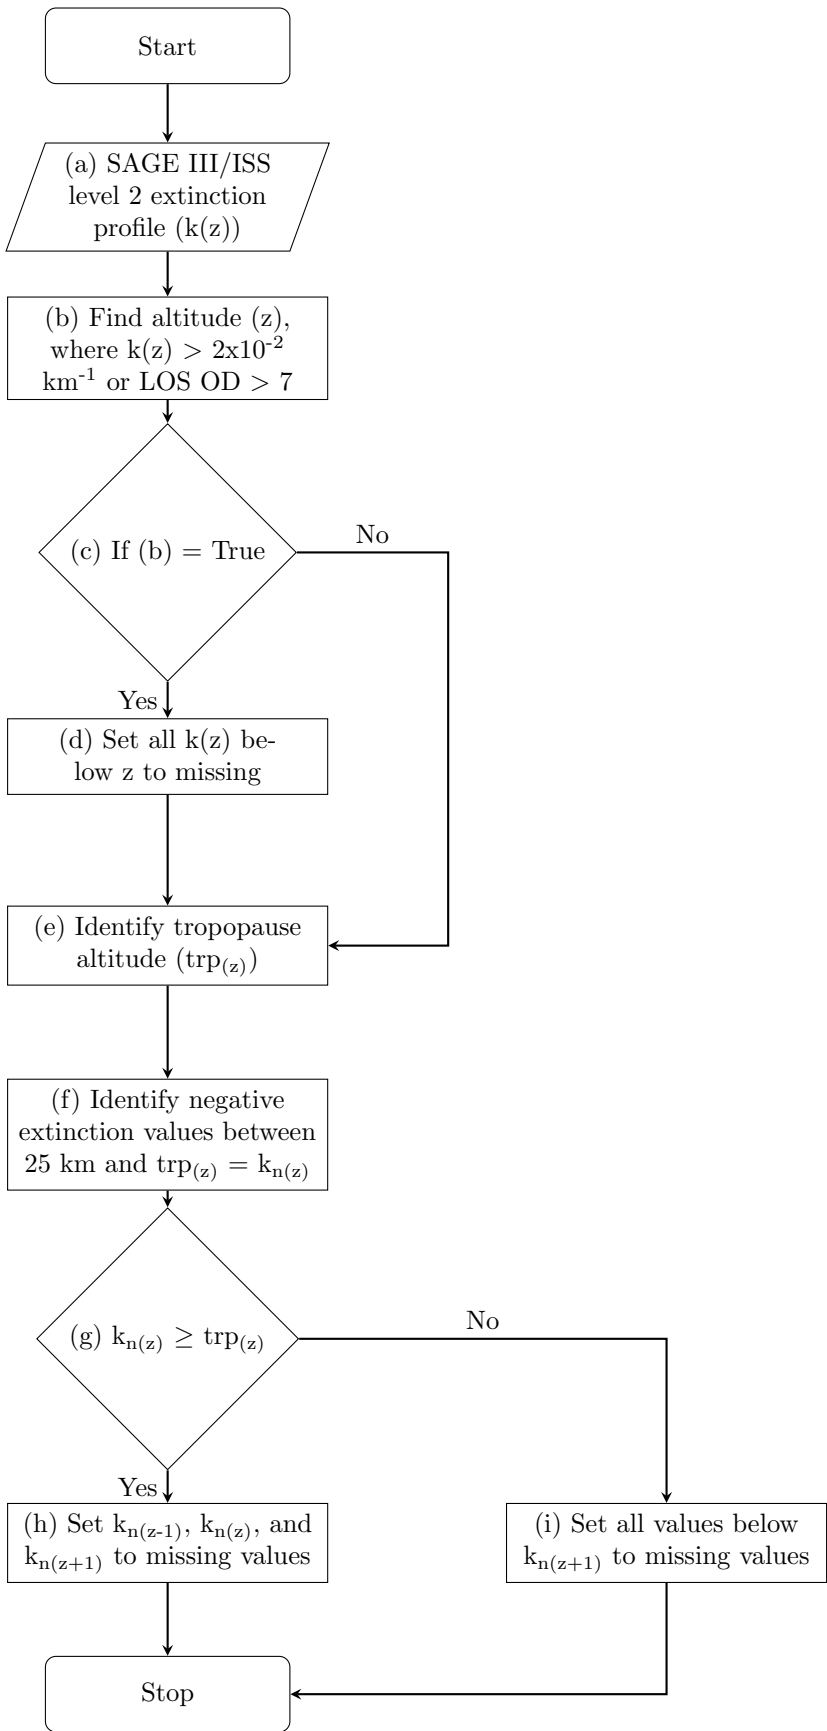 Start
(a) SAGE III/ISS
level 2 extinction
profile (k(z))
(b) Find altitude (z),
where k(z) > 2x10⁻²
km⁻¹ or LOS OD > 7
(c) If (b) = True
No
Yes
(d) Set all k(z) be-
low z to missing
(e) Identify tropopause
altitude (trp₍z₎)
(f) Identify negative
extinction values between
25 km and trp₍z₎ = kn(z)
(g) kn(z) ≥ trp(z)
No
Yes
(h) Set kn(z-1), kn(z), and
kn(z+1) to missing values
(i) Set all values below
kn(z+1) to missing values
Stop